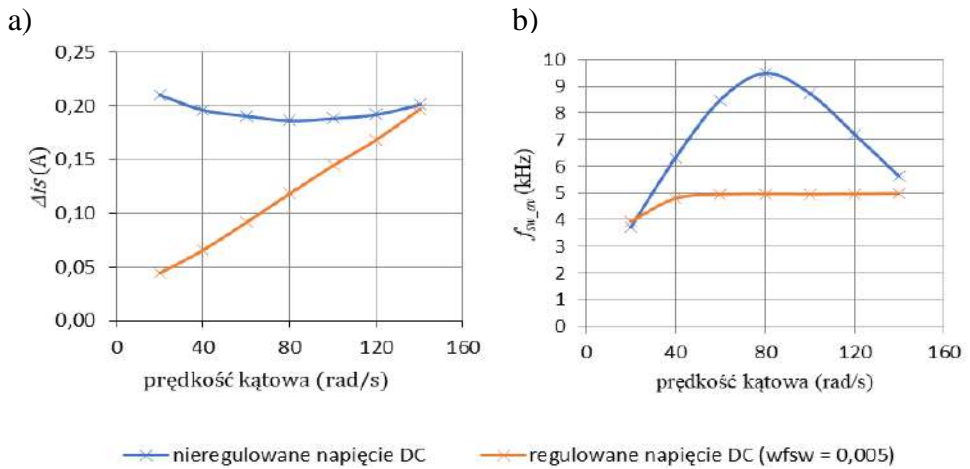 a)
0,25
0,20
0,15
0,10
0,05
0,00
Δis (A)
0 40 80 120 160
prędkość kątowa (rad/s)
b)
10
9
8
7
6
5
4
3
2
1
0
fsw_av (kHz)
0 40 80 120 160
prędkość kątowa (rad/s)
nieregulowane napięcie DC
regulowane napięcie DC (wfsw = 0,005)